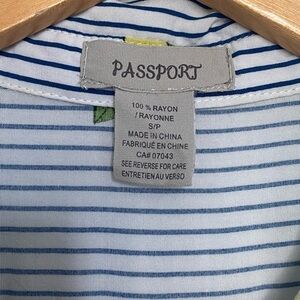 PASSPORT
100 % RAYON
/ RAYONNE
S/P
MADE IN CHINA
FABRIQUÉ EN CHINE
CA# 07043
SEE REVERSE FOR CARE
ENTRETIEN AU VERSO